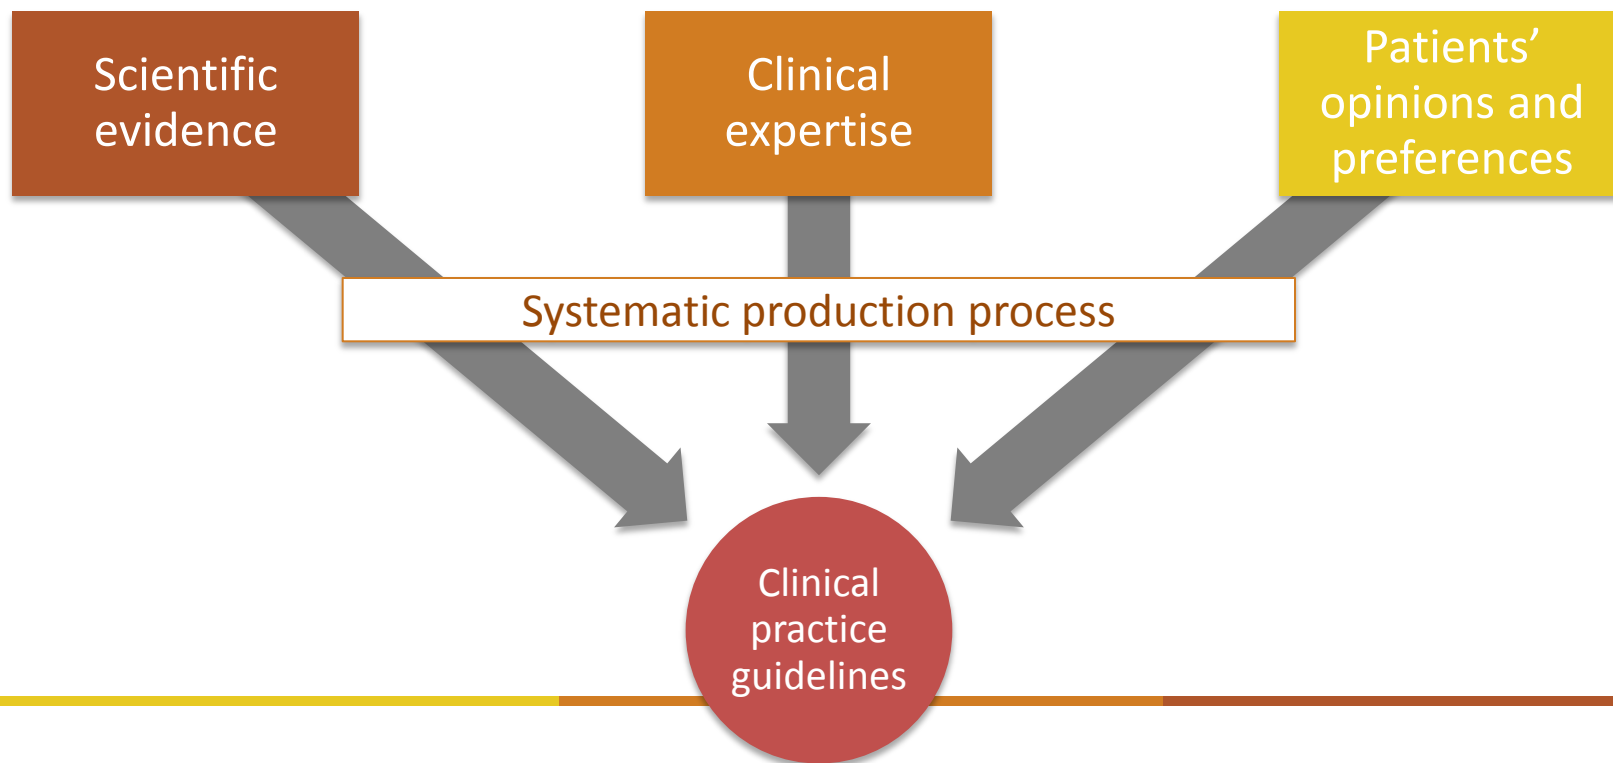 Scientific
evidence
Clinical
expertise
Patients’
opinions and
preferences
Systematic production process
Clinical
practice
guidelines